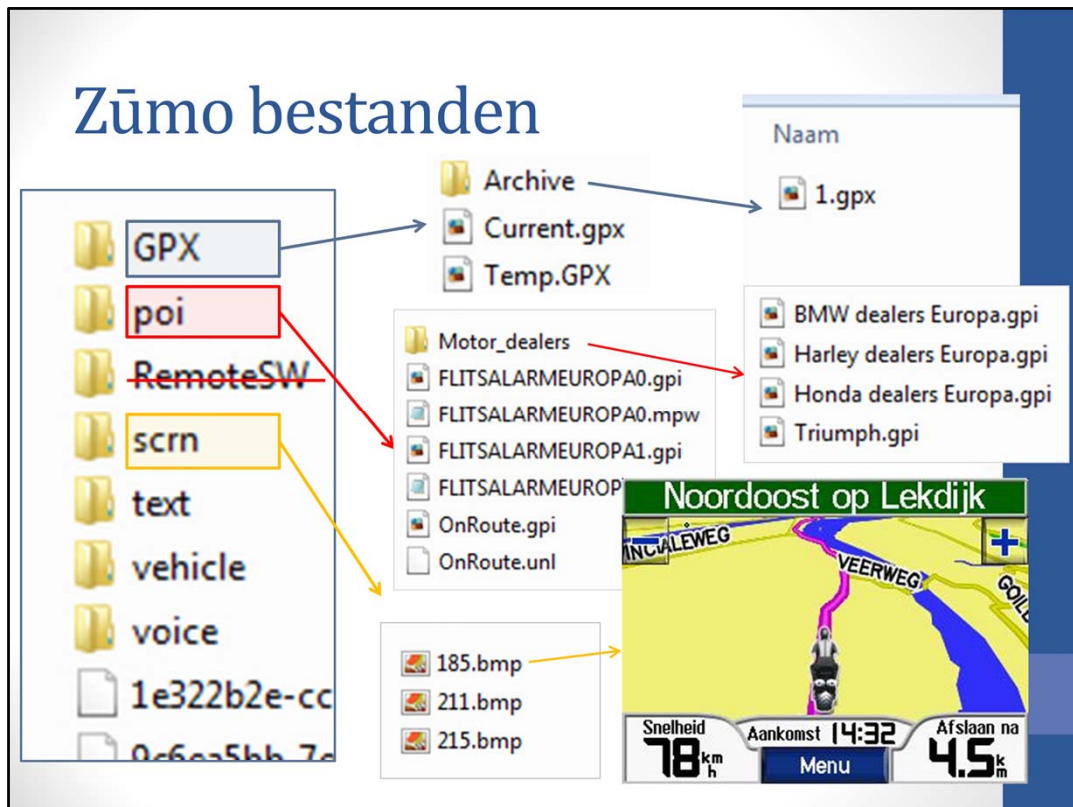 Zūmo bestanden
GPX
poi
RemoteSW
scrn
text
vehicle
voice
1e322b2e-cc
Archive
Current.gpx
Temp.GPX
Naam
1.gpx
Motor_dealers
FLITSALARMEUROPA0.gpi
FLITSALARMEUROPA0.mpw
FLITSALARMEUROPA1.gpi
FLITSALARMEUROP
OnRoute.gpi
OnRoute.unl
BMW dealers Europa.gpi
Harley dealers Europa.gpi
Honda dealers Europa.gpi
Triumph.gpi
185.bmp
211.bmp
215.bmp
Noordoost op Lekdijk
INCIALEWEG
VEERWEG
GOIL
Snelheid
78 km h
Aankomst 14:32
Menu
Afslaan na
4.5 k m